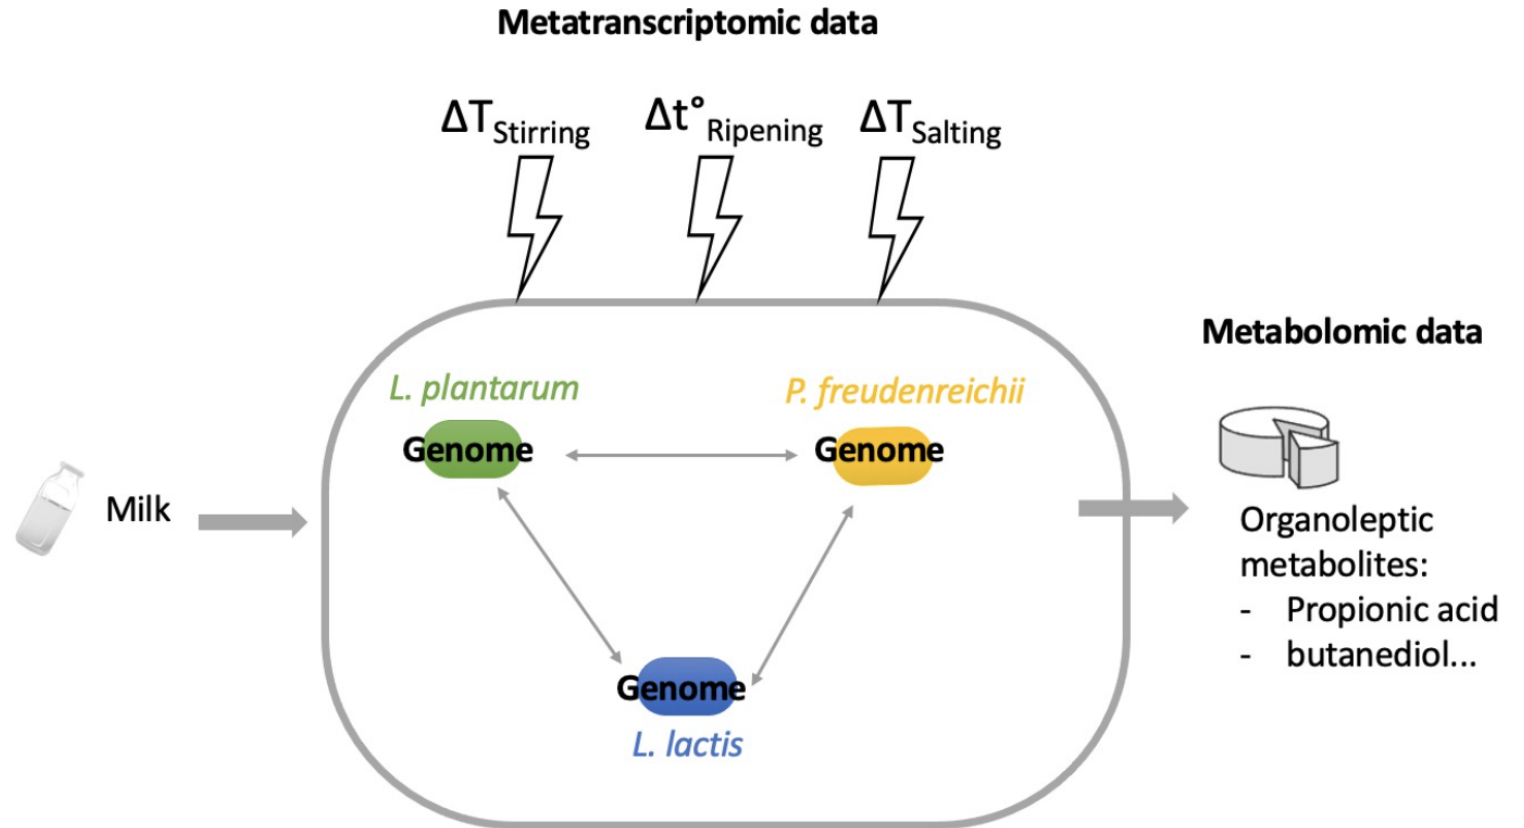 Metatranscriptomic data
ΔTStirring Δt°Ripening ΔTSalting
Metabolomic data
L. plantarum
P. freudenreichii
Genome
Genome
Milk
Organoleptic
metabolites:
- Propionic acid
- butanediol...
Genome
L. lactis